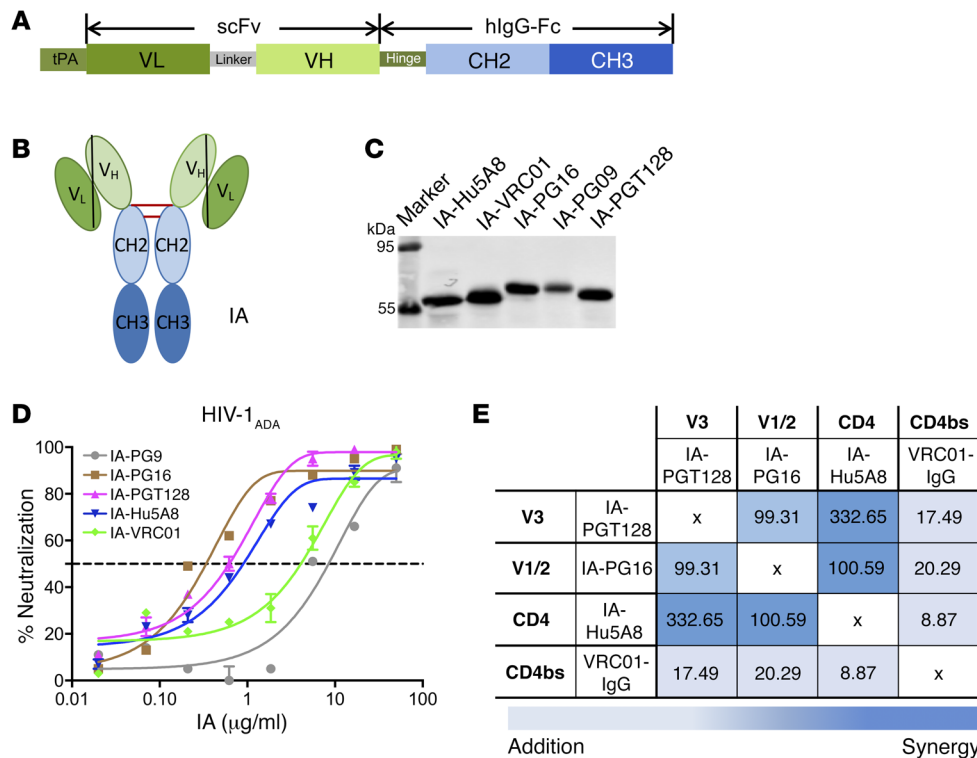 A
scFv
hIgG-Fc
tPA
VL
Linker
VH
Hinge
CH2
CH3
B
VH
VH
VL
VL
CH2
CH2
CH3
CH3
IA
C
Marker
IA-Hu5A8
IA-VRC01
IA-PG16
IA-PG09
IA-PGT128
kDa
95
55
D
HIV-1ADA
IA-PG9
IA-PG16
IA-PGT128
IA-Hu5A8
IA-VRC01
% Neutralization
100
80
60
40
20
0
0.01
0.10
1
10
100
IA (µg/ml)
E
V3 V1/2 CD4 CD4bs
IA- IA- IA- VRC01-
PGT128 PG16 Hu5A8 IgG
V3 IA-PGT128 x 99.31 332.65 17.49
V1/2 IA-PG16 99.31 x 100.59 20.29
CD4 IA-Hu5A8 332.65 100.59 x 8.87
CD4bs VRC01-IgG 17.49 20.29 8.87 x
Addition Synergy